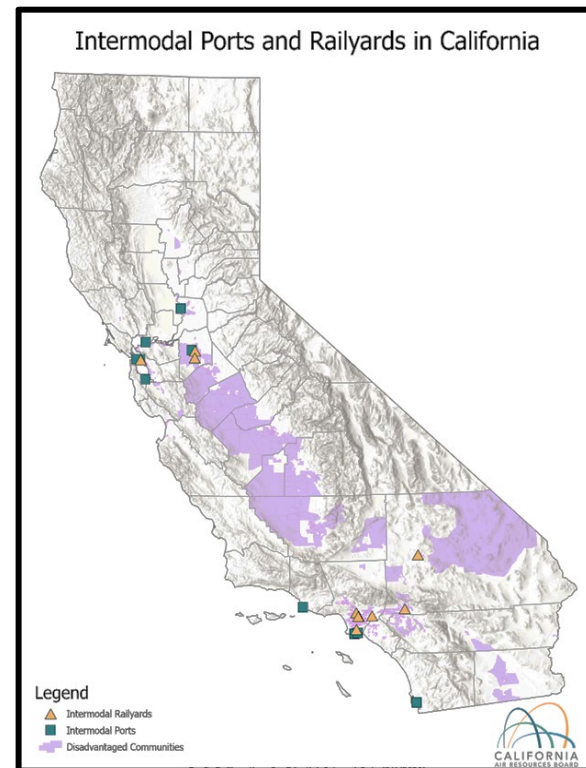 Intermodal Ports and Railyards in California
Legend
Intermodal Railyards
Intermodal Ports
Disadvantaged Communities
CALIFORNIA
AIR RESOURCES BOARD